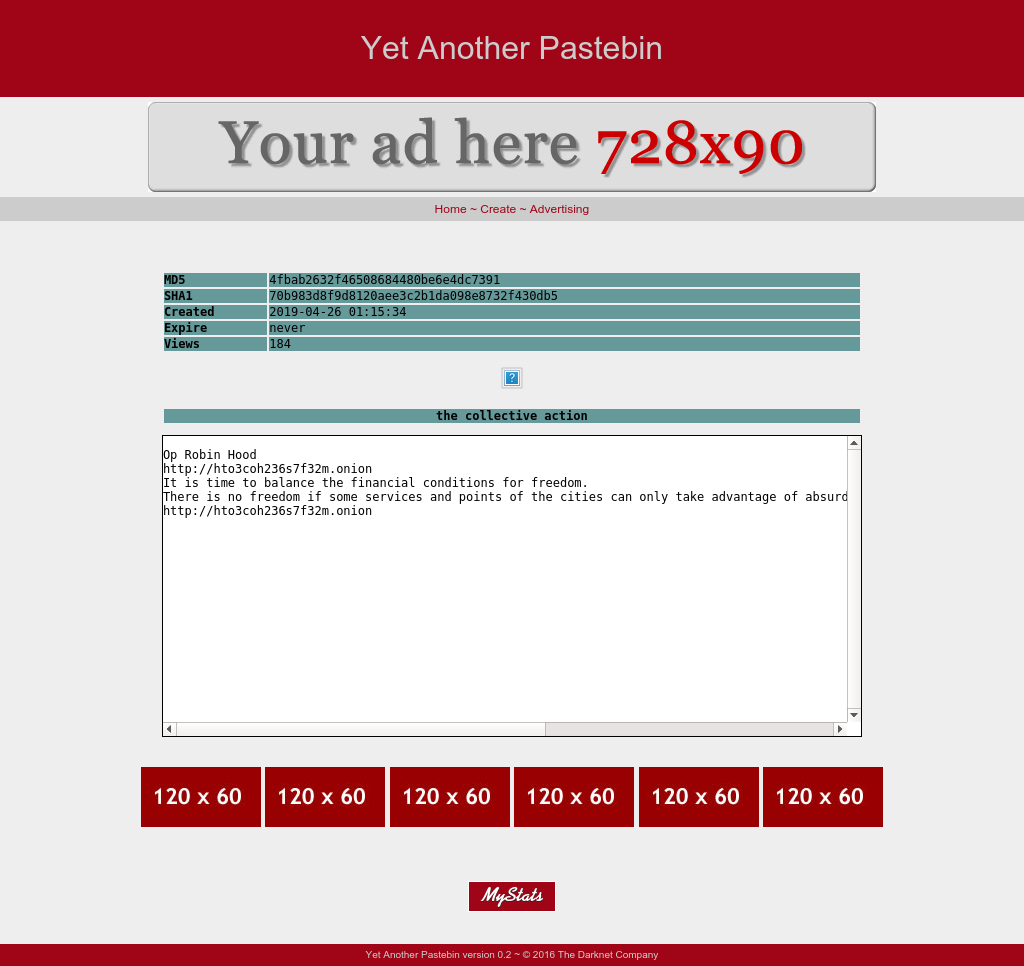 Yet Another Pastebin
Your ad here 728x90
Home ~ Create ~ Advertising
MD5 4fbab2632f46508684480be6e4dc7391
SHA1 70b983d8f9d8120aee3c2b1da098e8732f430db5
Created 2019-04-26 01:15:34
Expire never
Views 184
?
the collective action
Op Robin Hood
http://hto3coh236s7f32m.onion
It is time to balance the financial conditions for freedom.
There is no freedom if some services and points of the cities can only take advantage of absurd
http://hto3coh236s7f32m.onion
120 x 60 120 x 60 120 x 60 120 x 60 120 x 60 120 x 60
MyStats
Yet Another Pastebin version 0.2 ~ © 2016 The Darknet Company